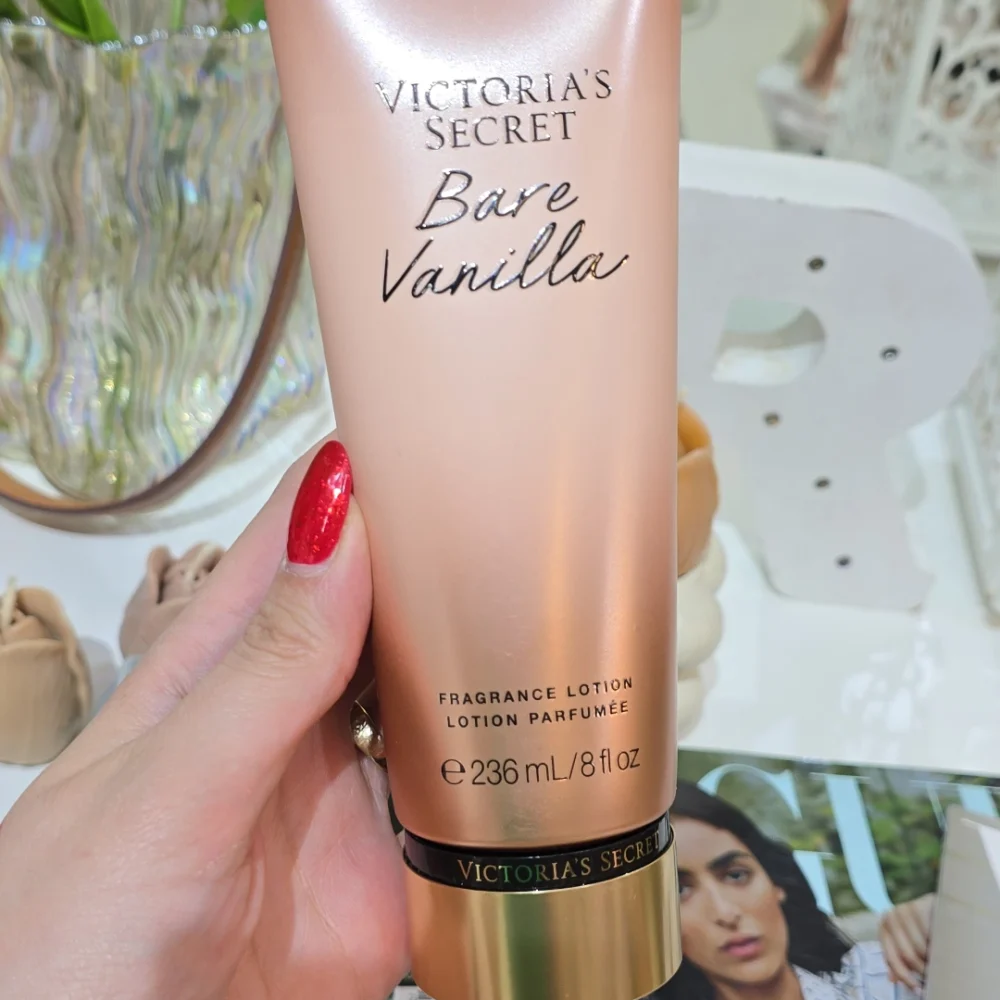 VICTORIA'S
SECRET
Bare
Vanilla
FRAGRANCE LOTION
LOTION PARFUMÉE
℮ 236 mL/8 fl oz
VICTORIA'S SECRET